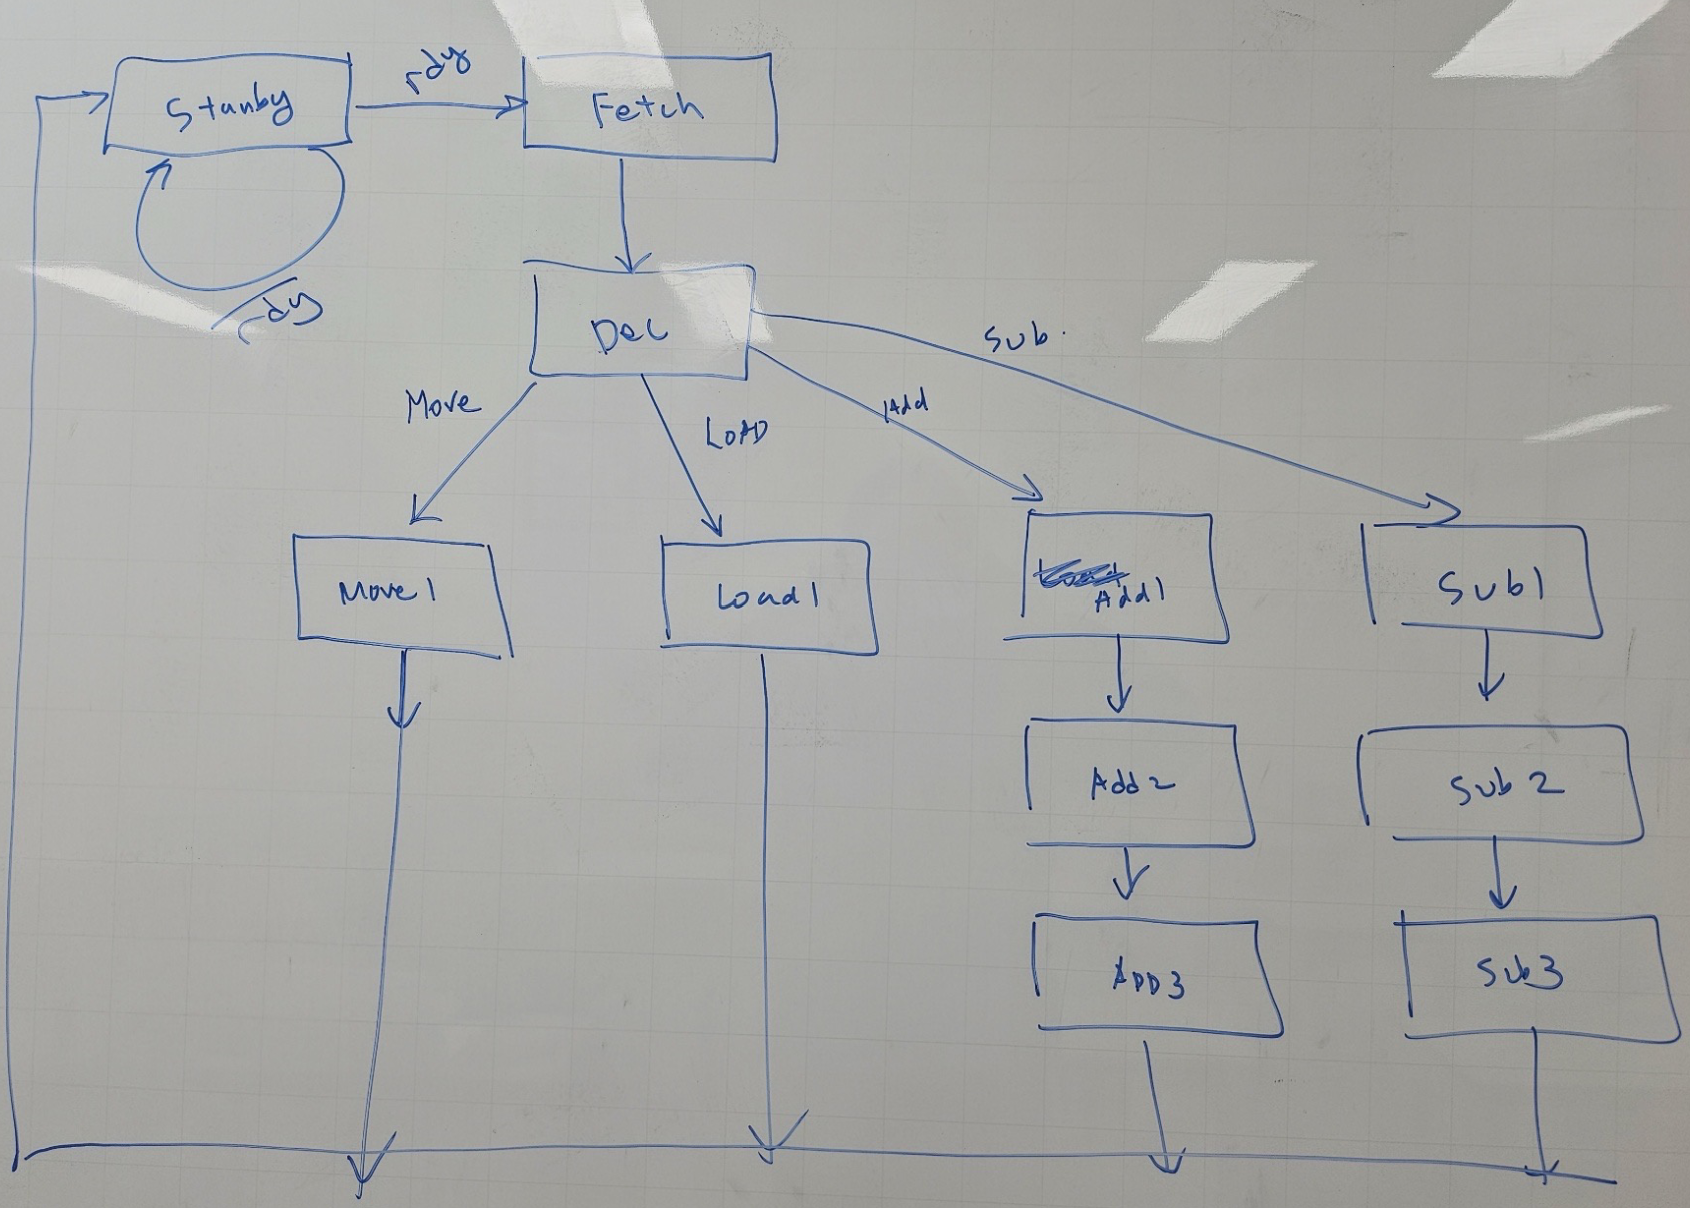 Stanby
rdy
Fetch
rdy
Dec
Move
LOAD
Add
Sub.
Move1
Load1
Add1
Sub1
Add2
Sub2
ADD3
Sub3